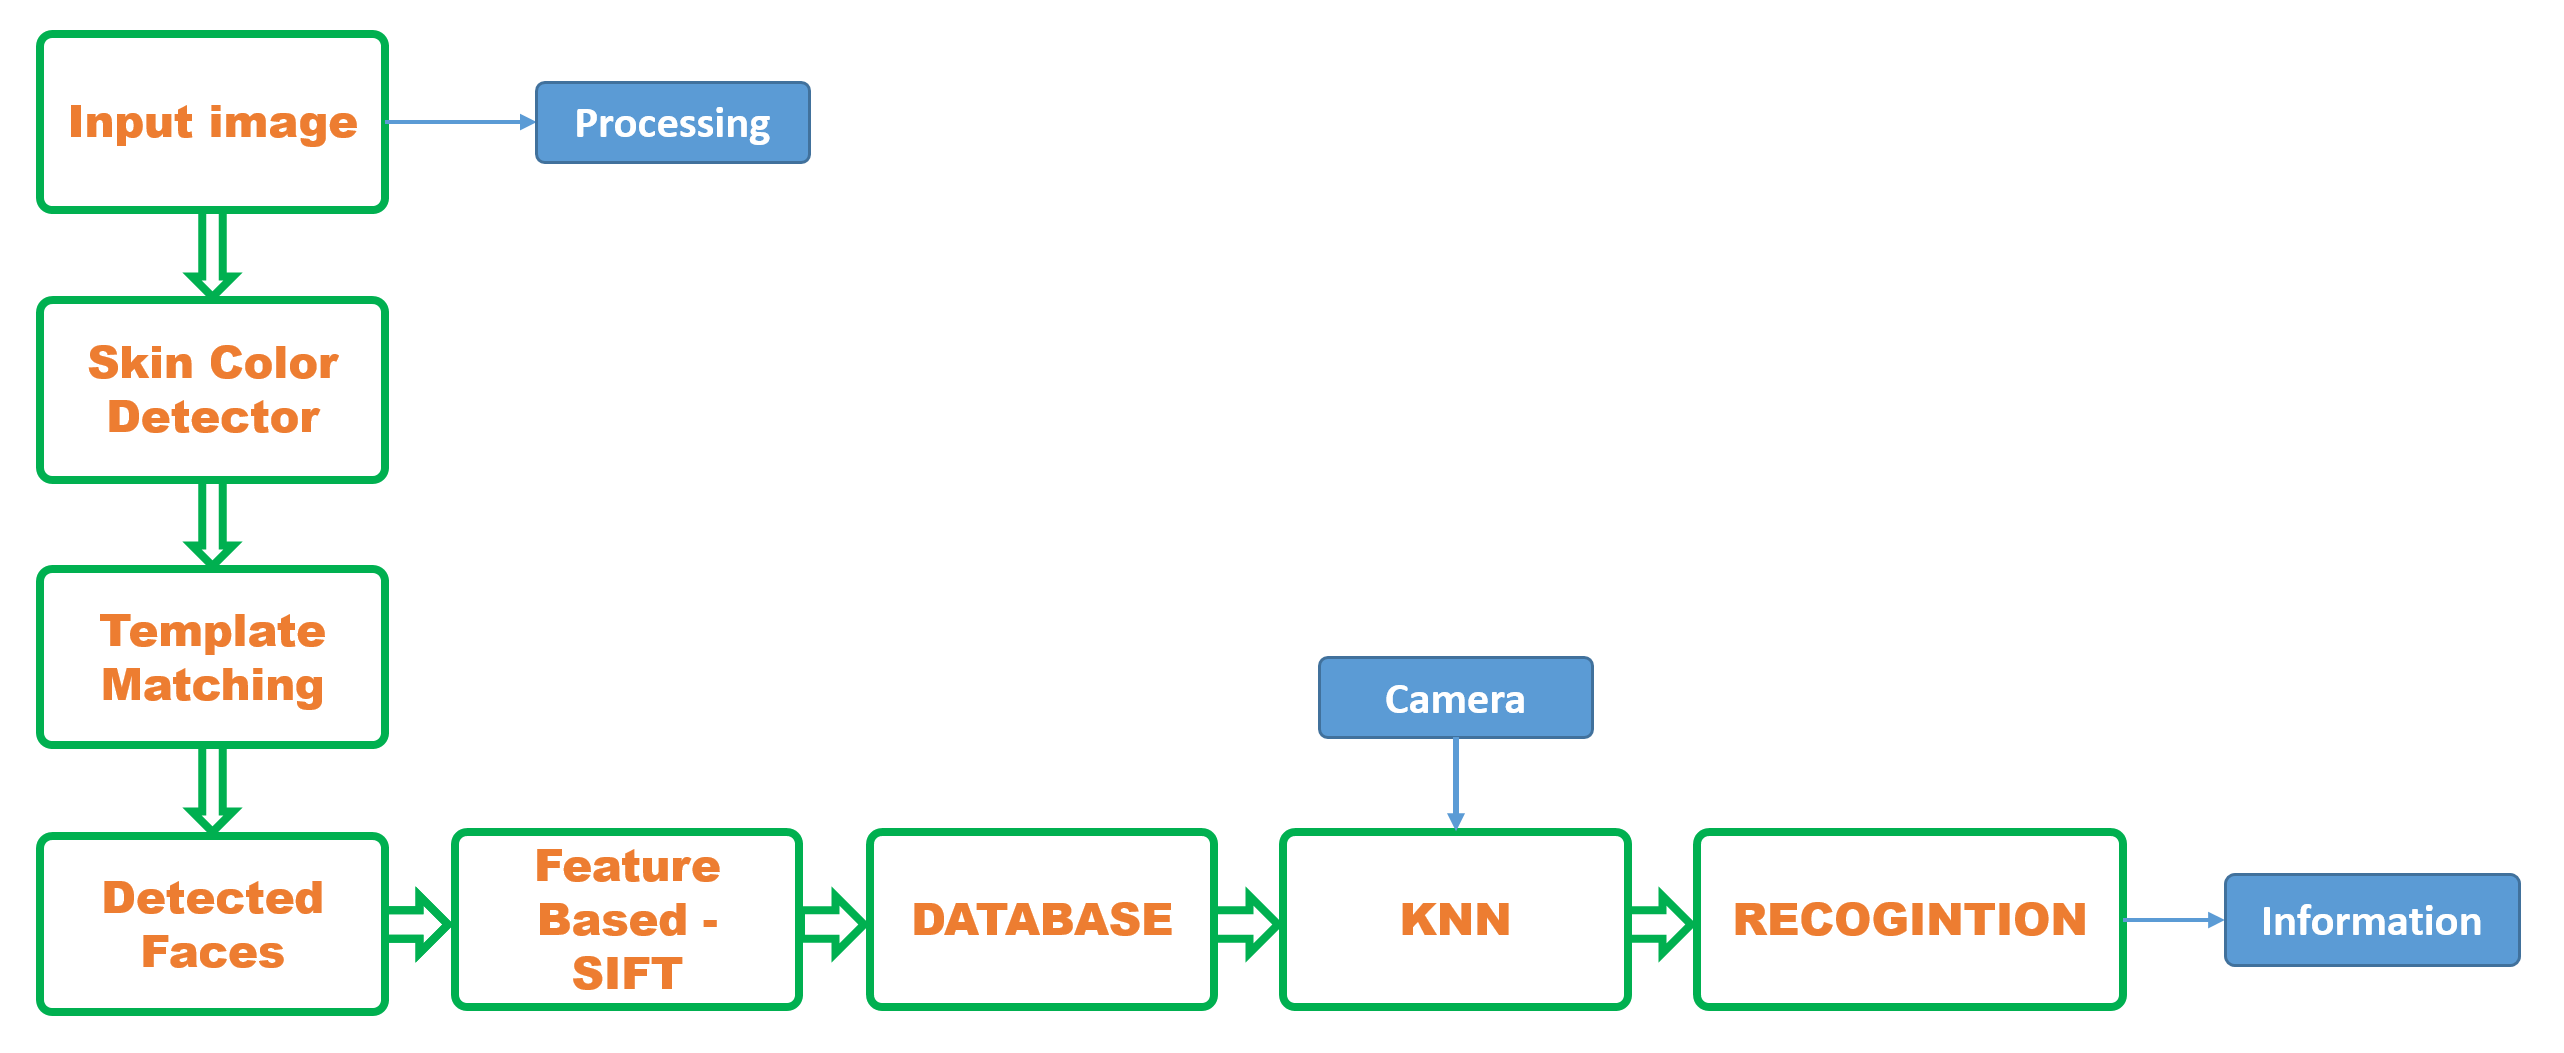 Input image
Processing
Skin Color
Detector
Template
Matching
Camera
Detected
Faces
Feature
Based -
SIFT
DATABASE
KNN
RECOGINTION
Information